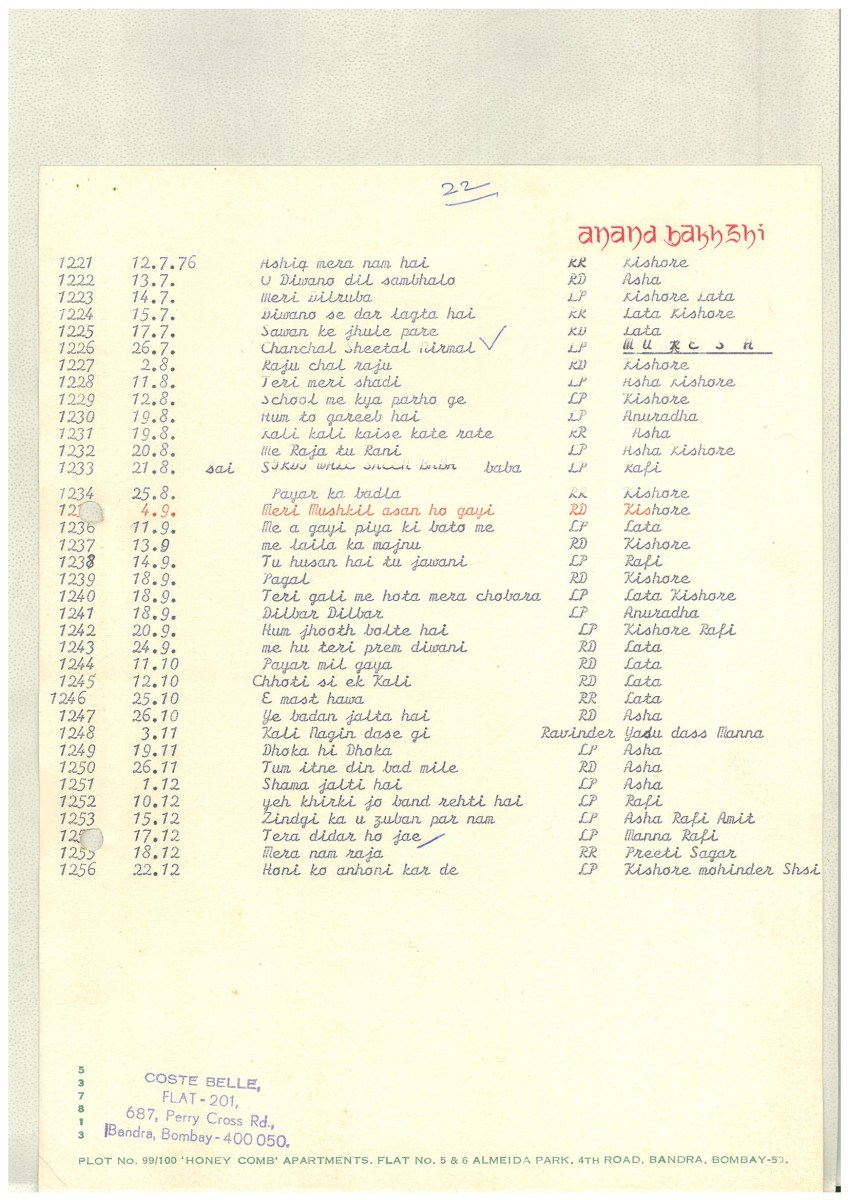 22
anand bakhshi
1221 12.7.76 Ashiq mera nam hai RR Kishore
1222 13.7. O Diwano dil sambhalo RD Asha
1223 14.7. Meri Dilruba LP Kishore Lata
1224 15.7. Diwano se dar lagta hai RR Lata Kishore
1225 17.7. Sawan ke jhule pare RD Lata
1226 26.7. Chanchal Sheetal Nirmal LP M U K E S H
1227 2.8. Raju chal raju RD Kishore
1228 11.8. Teri meri shadi LP Asha Kishore
1229 12.8. School me kya parho ge LP Kishore
1230 19.8. Hum to gareeb hai LP Anuradha
1231 19.8. Kali kali kaise kate rate RR Asha
1232 20.8. Me Raja tu Rani LP Asha Kishore
1233 21.8. sai baba LP Rafi
1234 25.8. Payar ka badla RR Kishore
4.9. Meri Mushkil asan ho gayi RD Kishore
1236 11.9. Me a gayi piya ki bato me LP Lata
1237 13.9 me laila ka majnu RD Kishore
1238 14.9. Tu husan hai tu jawani LP Rafi
1239 18.9. Pagal RD Kishore
1240 18.9. Teri gali me hota mera chobara LP Lata Kishore
1241 18.9. Dilbar Dilbar LP Anuradha
1242 20.9. Hum jhooth bolte hai LP Kishore Rafi
1243 24.9. me hu teri prem diwani RD Lata
1244 11.10 Payar mil gaya RD Lata
1245 12.10 Chhoti si ek Kali RD Lata
1246 25.10 E mast hawa RR Lata
1247 26.10 Ye badan jalta hai RD Asha
1248 3.11 Kali Nagin dase gi Ravinder Yadu dass Manna
1249 19.11 Dhoka hi Dhoka LP Asha
1250 26.11 Tum itne din bad mile RD Asha
1251 1.12 Shama jalti hai LP Asha
1252 10.12 yeh khirki jo band rehti hai LP Rafi
1253 15.12 Zindgi ka u zuban par nam LP Asha Rafi Amit
17.12 Tera didar ho jae LP Manna Rafi
1255 18.12 Mera nam raja RR Preeti Sagar
1256 22.12 Honi ko anhoni kar de LP Kishore mohinder Shsi
537813
COSTE BELLE,
FLAT-201,
687, Perry Cross Rd.,
Bandra, Bombay-400 050.
PLOT No. 99/100 'HONEY COMB' APARTMENTS. FLAT No. 5 & 6 ALMEIDA PARK, 4TH ROAD, BANDRA, BOMBAY-50.